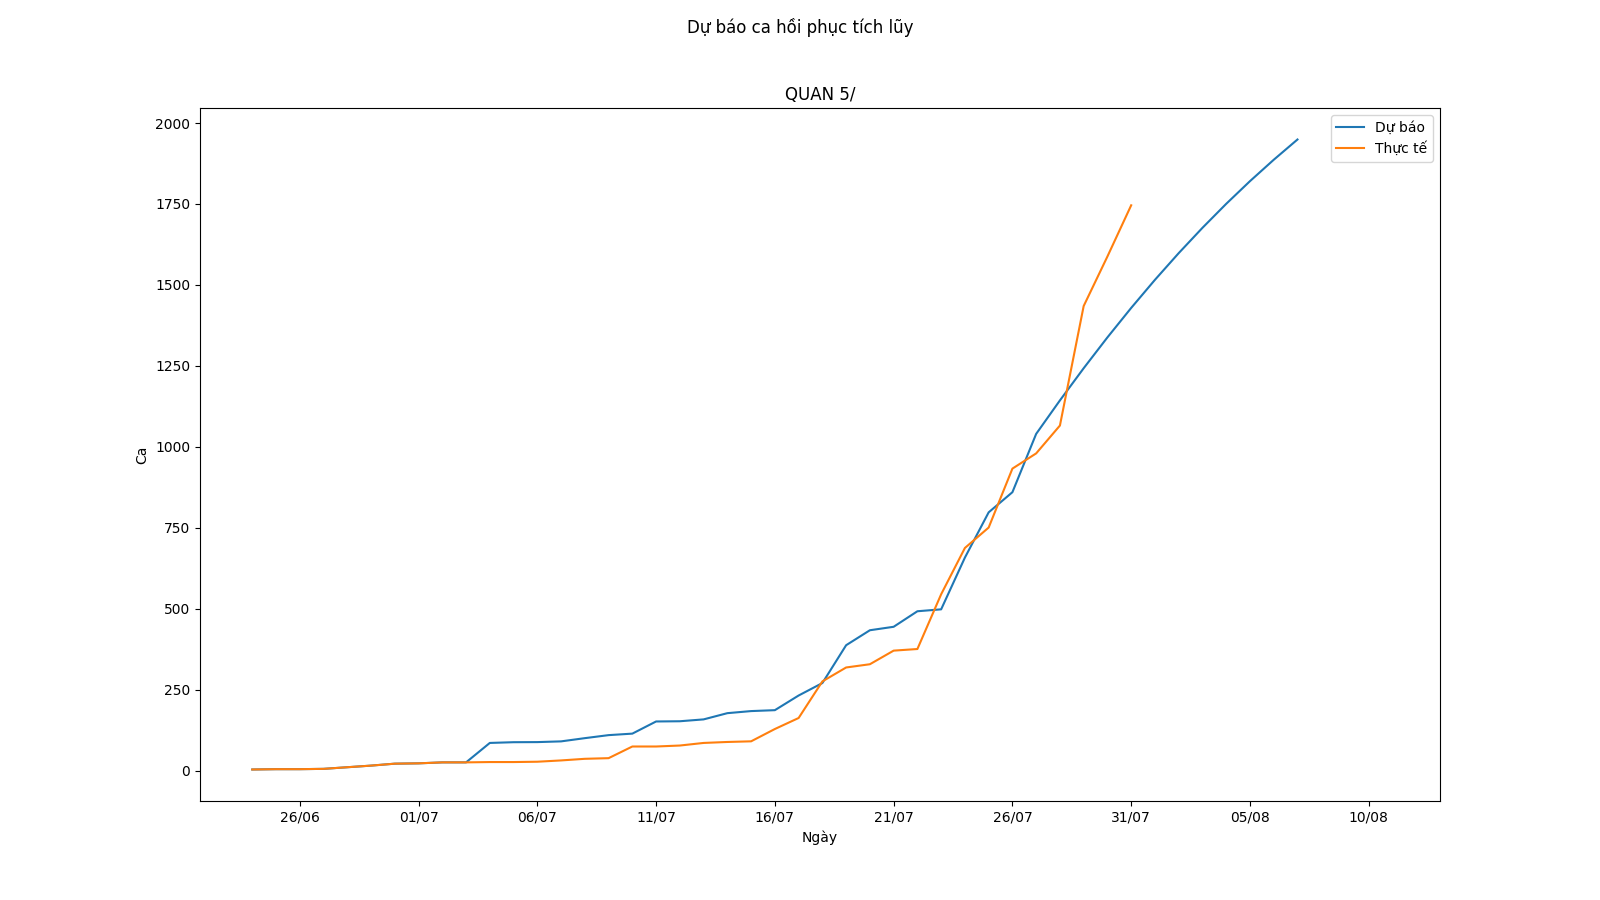 Dự báo ca hồi phục tích lũy
QUAN 5/
Dự báo
Thực tế
2000
1750
1500
1250
1000
750
500
250
0
Ca
26/06 01/07 06/07 11/07 16/07 21/07 26/07 31/07 05/08 10/08
Ngày